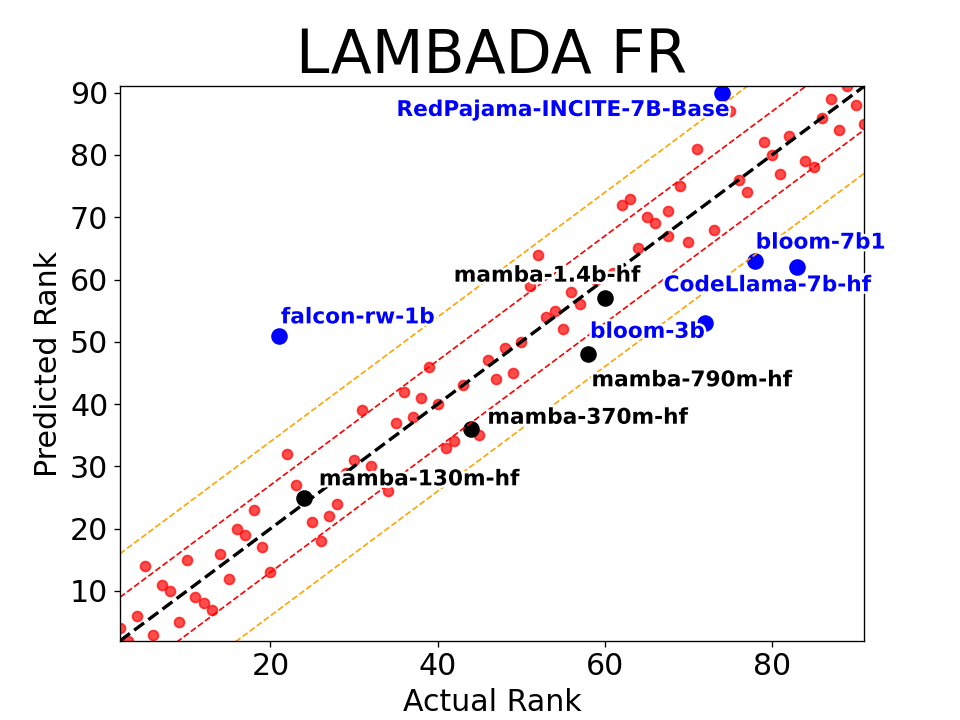 LAMBADA FR
90
RedPajama-INCITE-7B-Base
80
70
bloom-7b1
mamba-1.4b-hf
60
CodeLlama-7b-hf
falcon-rw-1b
bloom-3b
50
mamba-790m-hf
40
mamba-370m-hf
30
mamba-130m-hf
20
10
Predicted Rank
20 40 60 80
Actual Rank